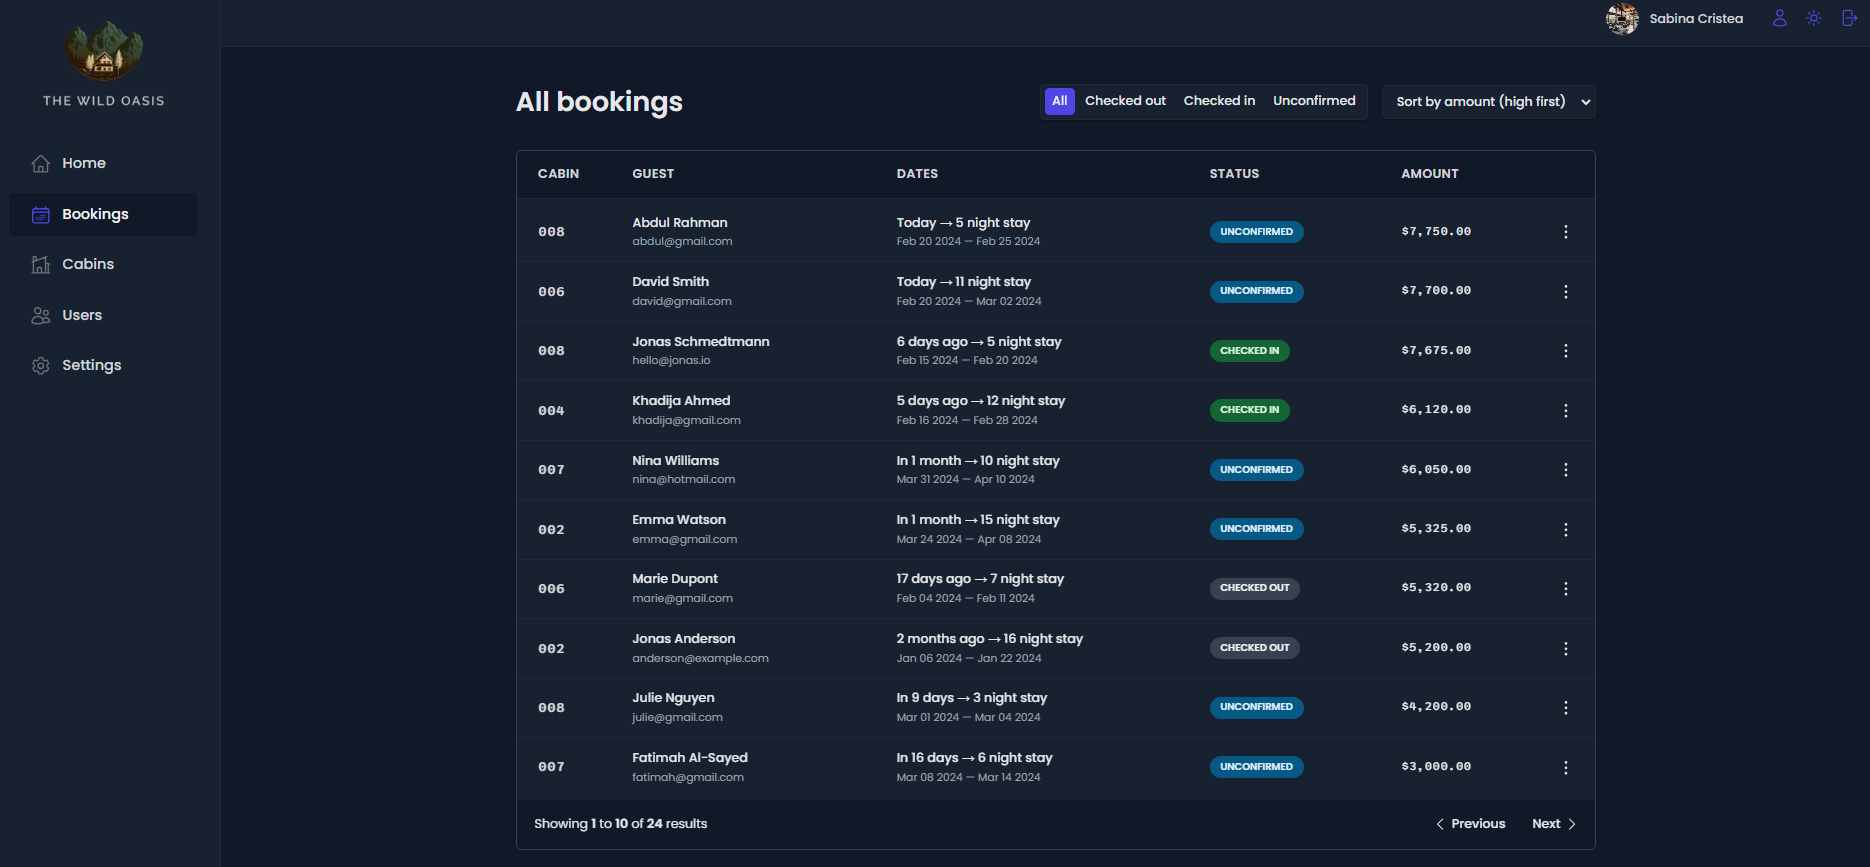 THE WILD OASIS
Home
Bookings
Cabins
Users
Settings
Sabina Cristea
All bookings
All Checked out Checked in Unconfirmed
Sort by amount (high first)
CABIN GUEST DATES STATUS AMOUNT
008 Abdul Rahman Today → 5 night stay UNCONFIRMED $7,750.00
abdul@gmail.com Feb 20 2024 — Feb 25 2024
006 David Smith Today → 11 night stay UNCONFIRMED $7,700.00
david@gmail.com Feb 20 2024 — Mar 02 2024
008 Jonas Schmedtmann 6 days ago → 5 night stay CHECKED IN $7,675.00
hello@jonas.io Feb 15 2024 — Feb 20 2024
004 Khadija Ahmed 5 days ago → 12 night stay CHECKED IN $6,120.00
khadija@gmail.com Feb 16 2024 — Feb 28 2024
007 Nina Williams In 1 month → 10 night stay UNCONFIRMED $6,050.00
nina@hotmail.com Mar 31 2024 — Apr 10 2024
002 Emma Watson In 1 month → 15 night stay UNCONFIRMED $5,325.00
emma@gmail.com Mar 24 2024 — Apr 08 2024
006 Marie Dupont 17 days ago → 7 night stay CHECKED OUT $5,320.00
marie@gmail.com Feb 04 2024 — Feb 11 2024
002 Jonas Anderson 2 months ago → 16 night stay CHECKED OUT $5,200.00
anderson@example.com Jan 06 2024 — Jan 22 2024
008 Julie Nguyen In 9 days → 3 night stay UNCONFIRMED $4,200.00
julie@gmail.com Mar 01 2024 — Mar 04 2024
007 Fatimah Al-Sayed In 16 days → 6 night stay UNCONFIRMED $3,000.00
fatimah@gmail.com Mar 08 2024 — Mar 14 2024
Showing 1 to 10 of 24 results
Previous Next